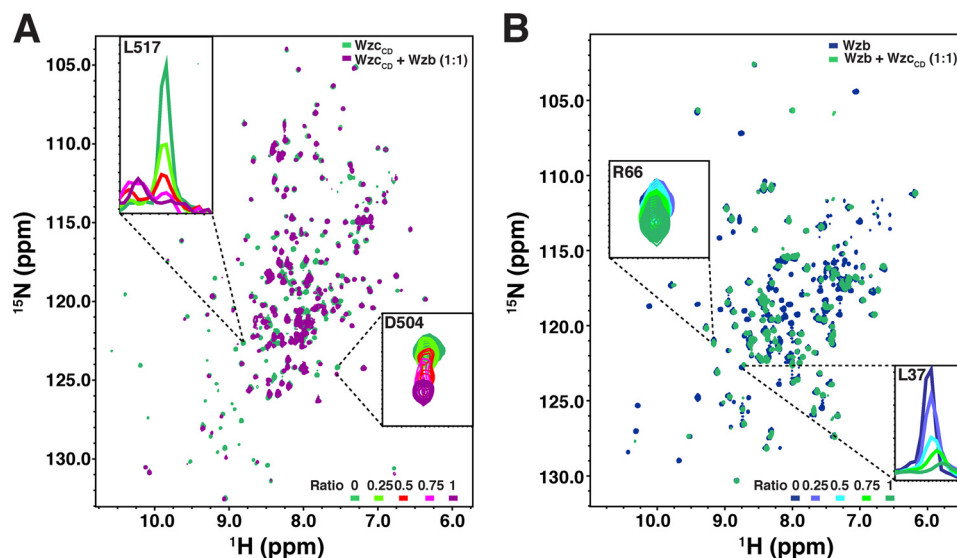 A
B
L517
Wzc_CD
Wzc_CD + Wzb (1:1)
105.0
110.0
115.0
120.0
125.0
130.0
¹⁵N (ppm)
D504
Ratio 0 0.25 0.5 0.75 1
10.0 9.0 8.0 7.0 6.0
¹H (ppm)
Wzb
Wzb + Wzc_CD (1:1)
101.0
105.0
110.0
115.0
120.0
125.0
130.0
¹⁵N (ppm)
R66
L37
Ratio 0 0.25 0.5 0.75 1
10.0 9.0 8.0 7.0 6.0
¹H (ppm)